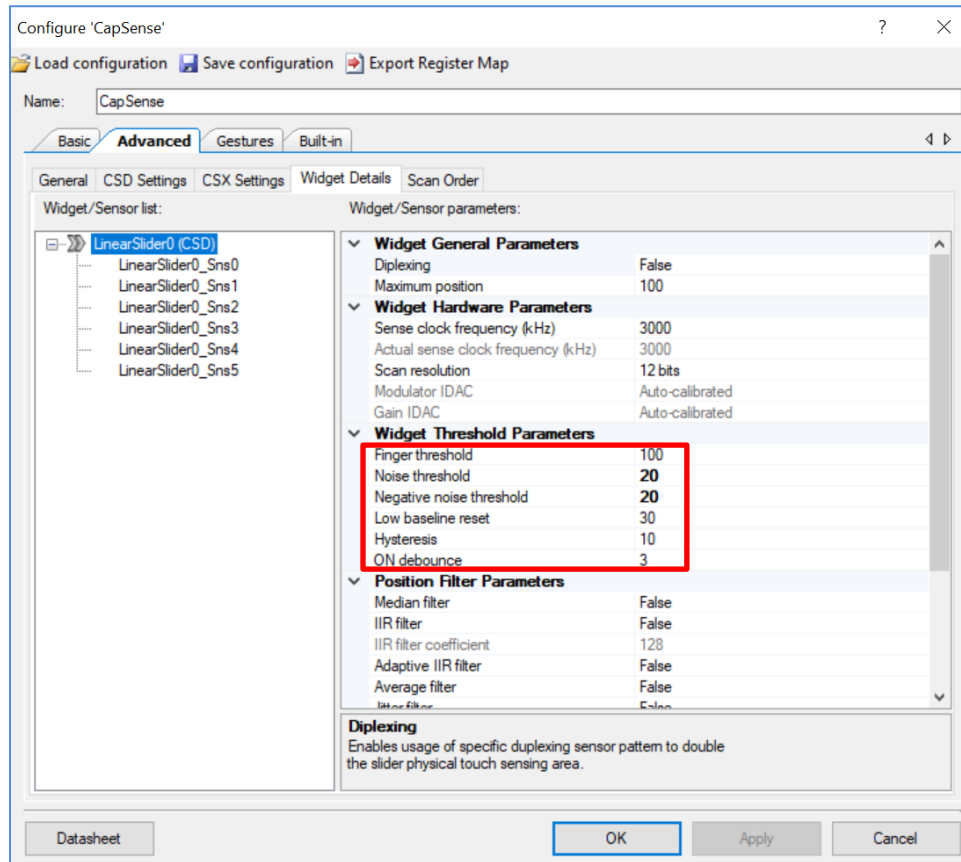 Configure 'CapSense' ?
Load configuration Save configuration Export Register Map
Name: CapSense
Basic Advanced Gestures Built-in
General CSD Settings CSX Settings Widget Details Scan Order
Widget/Sensor list: Widget/Sensor parameters:
LinearSlider0 (CSD)
LinearSlider0_Sns0
LinearSlider0_Sns1
LinearSlider0_Sns2
LinearSlider0_Sns3
LinearSlider0_Sns4
LinearSlider0_Sns5
Widget General Parameters
Diplexing False
Maximum position 100
Widget Hardware Parameters
Sense clock frequency (kHz) 3000
Actual sense clock frequency (kHz) 3000
Scan resolution 12 bits
Modulator IDAC Auto-calibrated
Gain IDAC Auto-calibrated
Widget Threshold Parameters
Finger threshold 100
Noise threshold 20
Negative noise threshold 20
Low baseline reset 30
Hysteresis 10
ON debounce 3
Position Filter Parameters
Median filter False
IIR filter False
IIR filter coefficient 128
Adaptive IIR filter False
Average filter False
Jitter filter False
Diplexing
Enables usage of specific duplexing sensor pattern to double
the slider physical touch sensing area.
Datasheet OK Apply Cancel